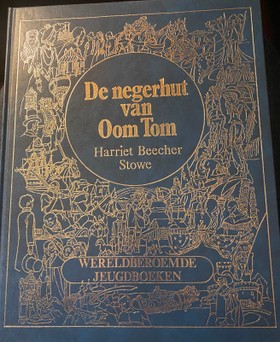 De negerhut
van
Oom Tom
Harriet Beecher
Stowe
WERELDBEROEMDE
JEUGDBOEKEN